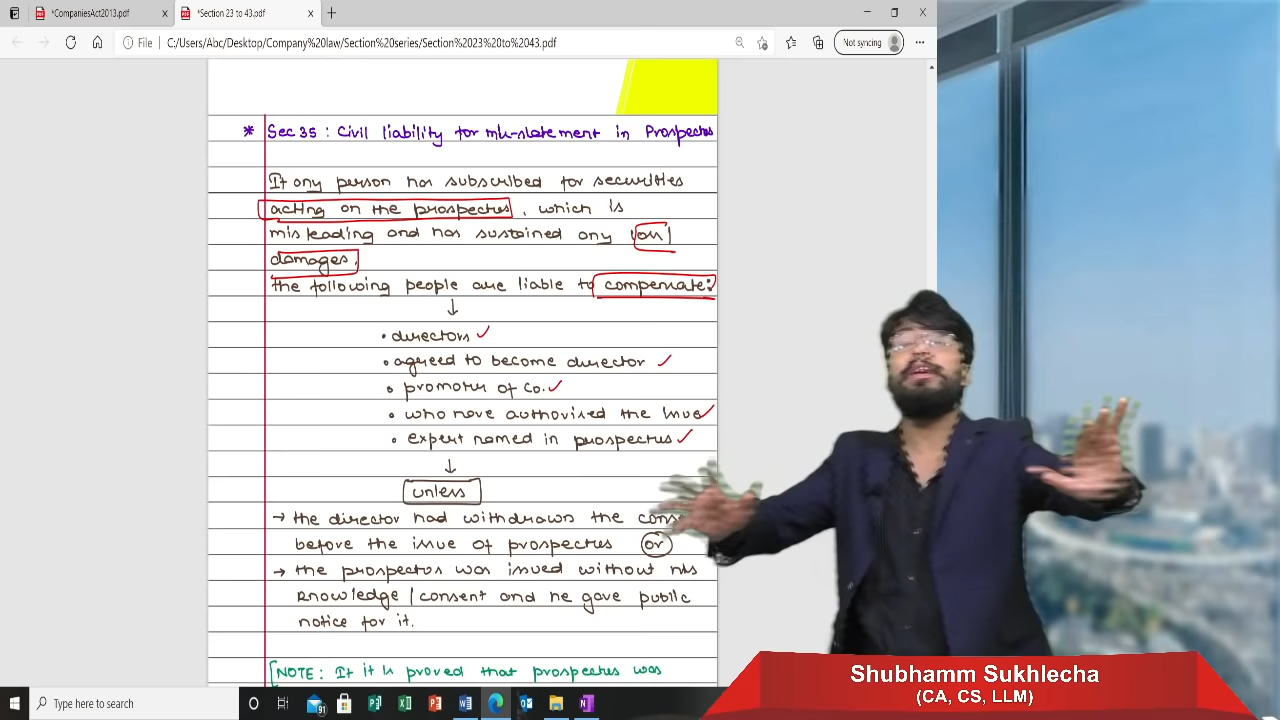 *CompaniesAct2013.pdf
*Section 23 to 43.pdf
File
C:/Users/Abc/Desktop/Company%20law/Section%20series/Section%2023%20to%2043.pdf
Not syncing
* Sec 35 : Civil liability for mis-statement in Prospectus
If any person has subscribed for securities
acting on the prospectus, which is
misleading and has sustained any loss/
damages,
the following people are liable to compensate:
↓
• directors ✓
• agreed to become director ✓
• promoter of Co. ✓
• who have authorised the issue ✓
• expert named in prospectus ✓
↓
unless
→ the director had withdrawn the
before the issue of prospectus or
→ the prospectus was issued without his
knowledge / consent and he gave public
notice for it.
[NOTE: If it is proved that prospectus was
Type here to search
91
Shubhamm Sukhlecha
(CA, CS, LLM)